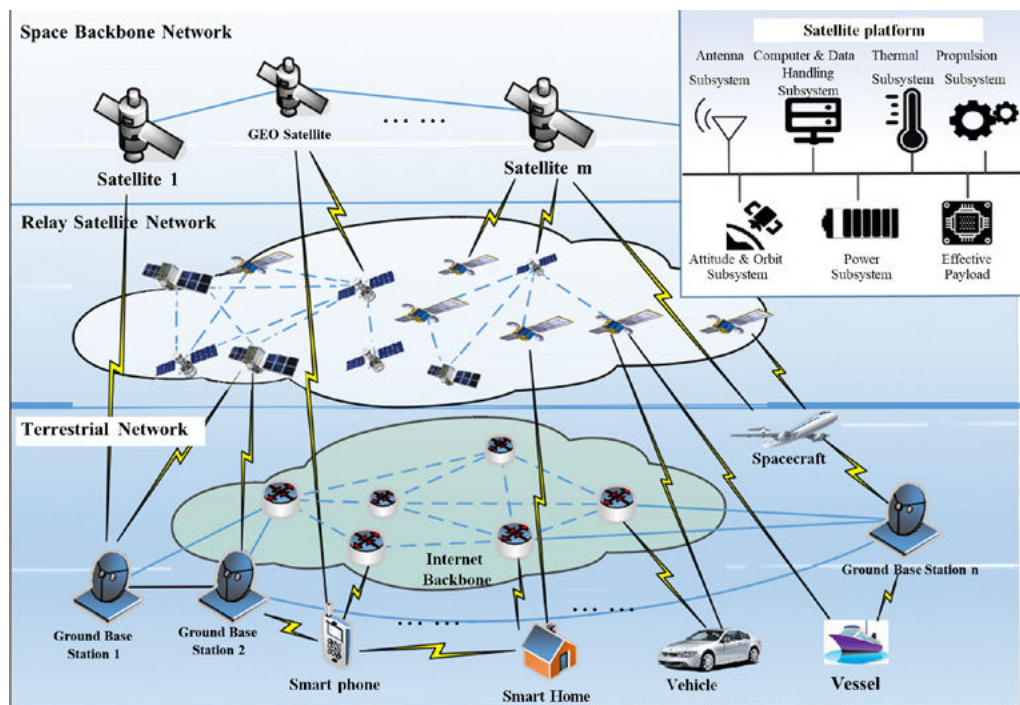 Space Backbone Network
GEO Satellite
... ...
Satellite 1
Satellite m
Satellite platform
Antenna
Subsystem
Computer & Data
Handling
Subsystem
Thermal
Subsystem
Propulsion
Subsystem
Attitude & Orbit
Subsystem
Power
Subsystem
Effective
Payload
Relay Satellite Network
Terrestrial Network
Spacecraft
Internet
Backbone
Ground Base Station n
Ground Base
Station 1
Ground Base
Station 2
... ...
... ...
Smart phone
Smart Home
Vehicle
Vessel